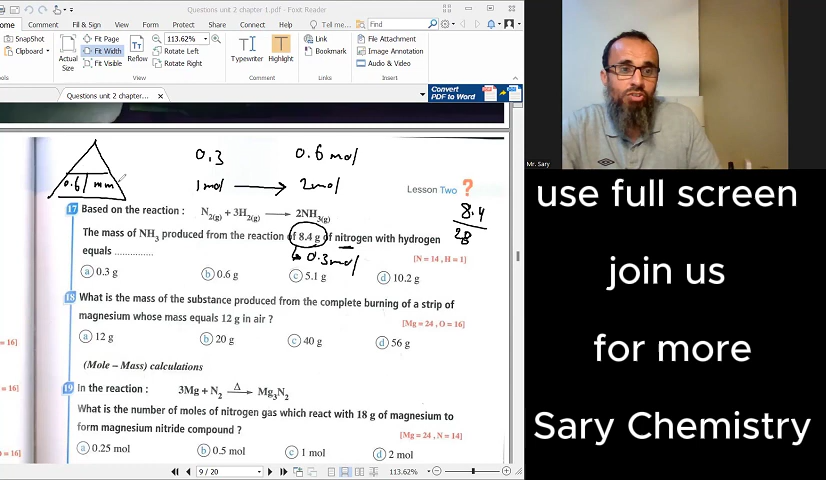 Questions unit 2 chapter 1.pdf - Foxit Reader
ome Comment View Form Protect Share Connect Help Tell me... Find
SnapShot
Clipboard
Actual Size
Fit Page
Fit Width
Fit Visible
Reflow
113.62%
Rotate Left
Rotate Right
Typewriter
Highlight
Link
Bookmark
File Attachment
Image Annotation
Audio & Video
ols
View
Comment
Links
Insert
Questions unit 2 chapter...
Convert
PDF to Word
0.3 0.6 mol
0.6 mm
1mol 2mol
Lesson Two ?
8.4
28
17 Based on the reaction : N2(g) + 3H2(g) → 2NH3(g)
The mass of NH3 produced from the reaction of 8.4 g of nitrogen with hydrogen
equals ..............
[N = 14 , H = 1]
0.3mol
a 0.3 g b 0.6 g c 5.1 g d 10.2 g
18 What is the mass of the substance produced from the complete burning of a strip of
magnesium whose mass equals 12 g in air ?
[Mg = 24 , O = 16]
= 16]
a 12 g b 20 g c 40 g d 56 g
(Mole – Mass) calculations
= 16]
19 In the reaction : 3Mg + N2 Δ→ Mg3N2
What is the number of moles of nitrogen gas which react with 18 g of magnesium to
form magnesium nitride compound ?
[Mg = 24 , N = 14]
= 16]
a 0.25 mol b 0.5 mol c 1 mol d 2 mol
9 / 20
113.62%
Mr. Sary
use full screen
join us
for more
Sary Chemistry